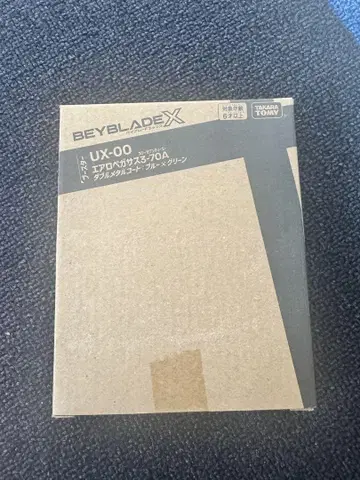 BEYBLADE X
対象年齢
6才以上
TAKARA
TOMY
UX-00
エアロペガサス3-70A
ダブルメタルコート:ブルー×グリーン